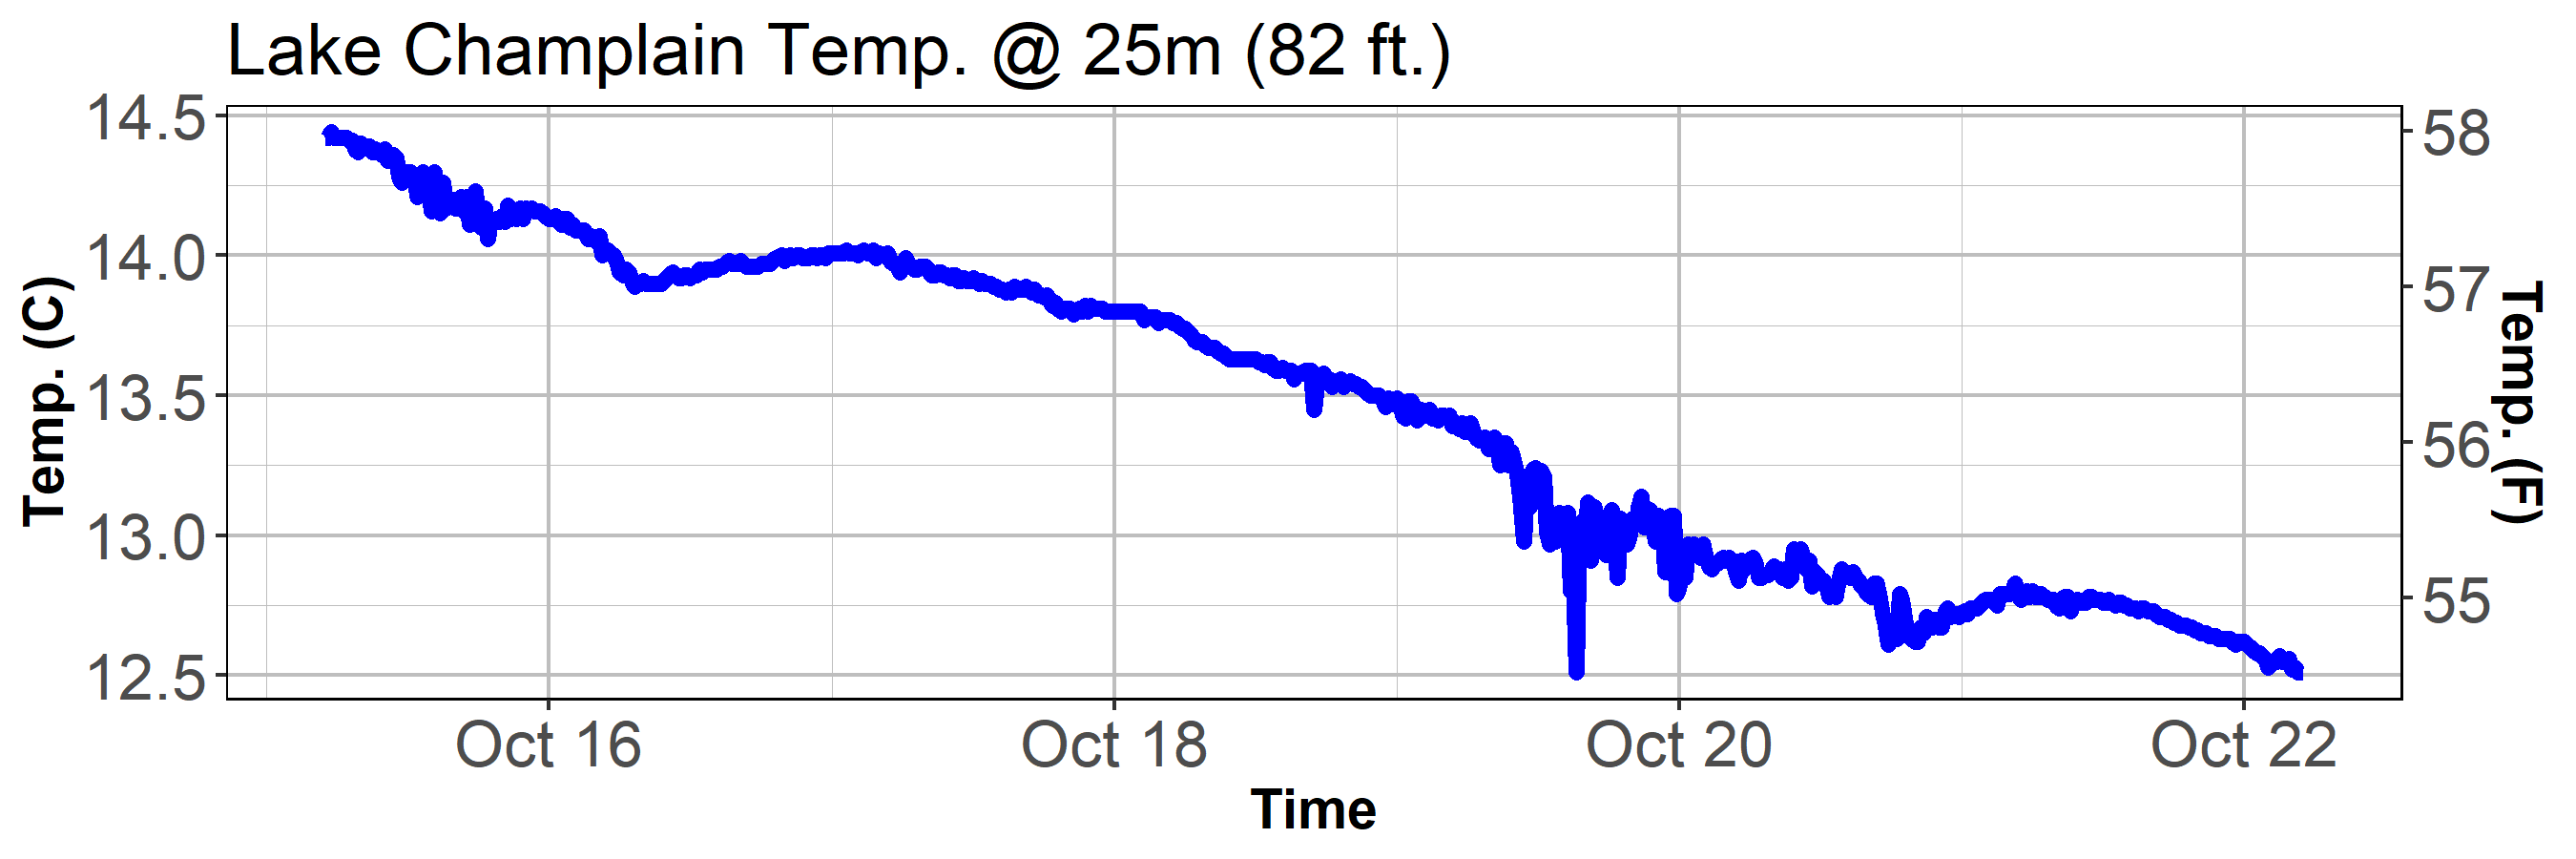 Lake Champlain Temp. @ 25m (82 ft.)
Temp. (C)
14.5
14.0
13.5
13.0
12.5
58
57
56
55
Temp. (F)
Oct 16 Oct 18 Oct 20 Oct 22
Time